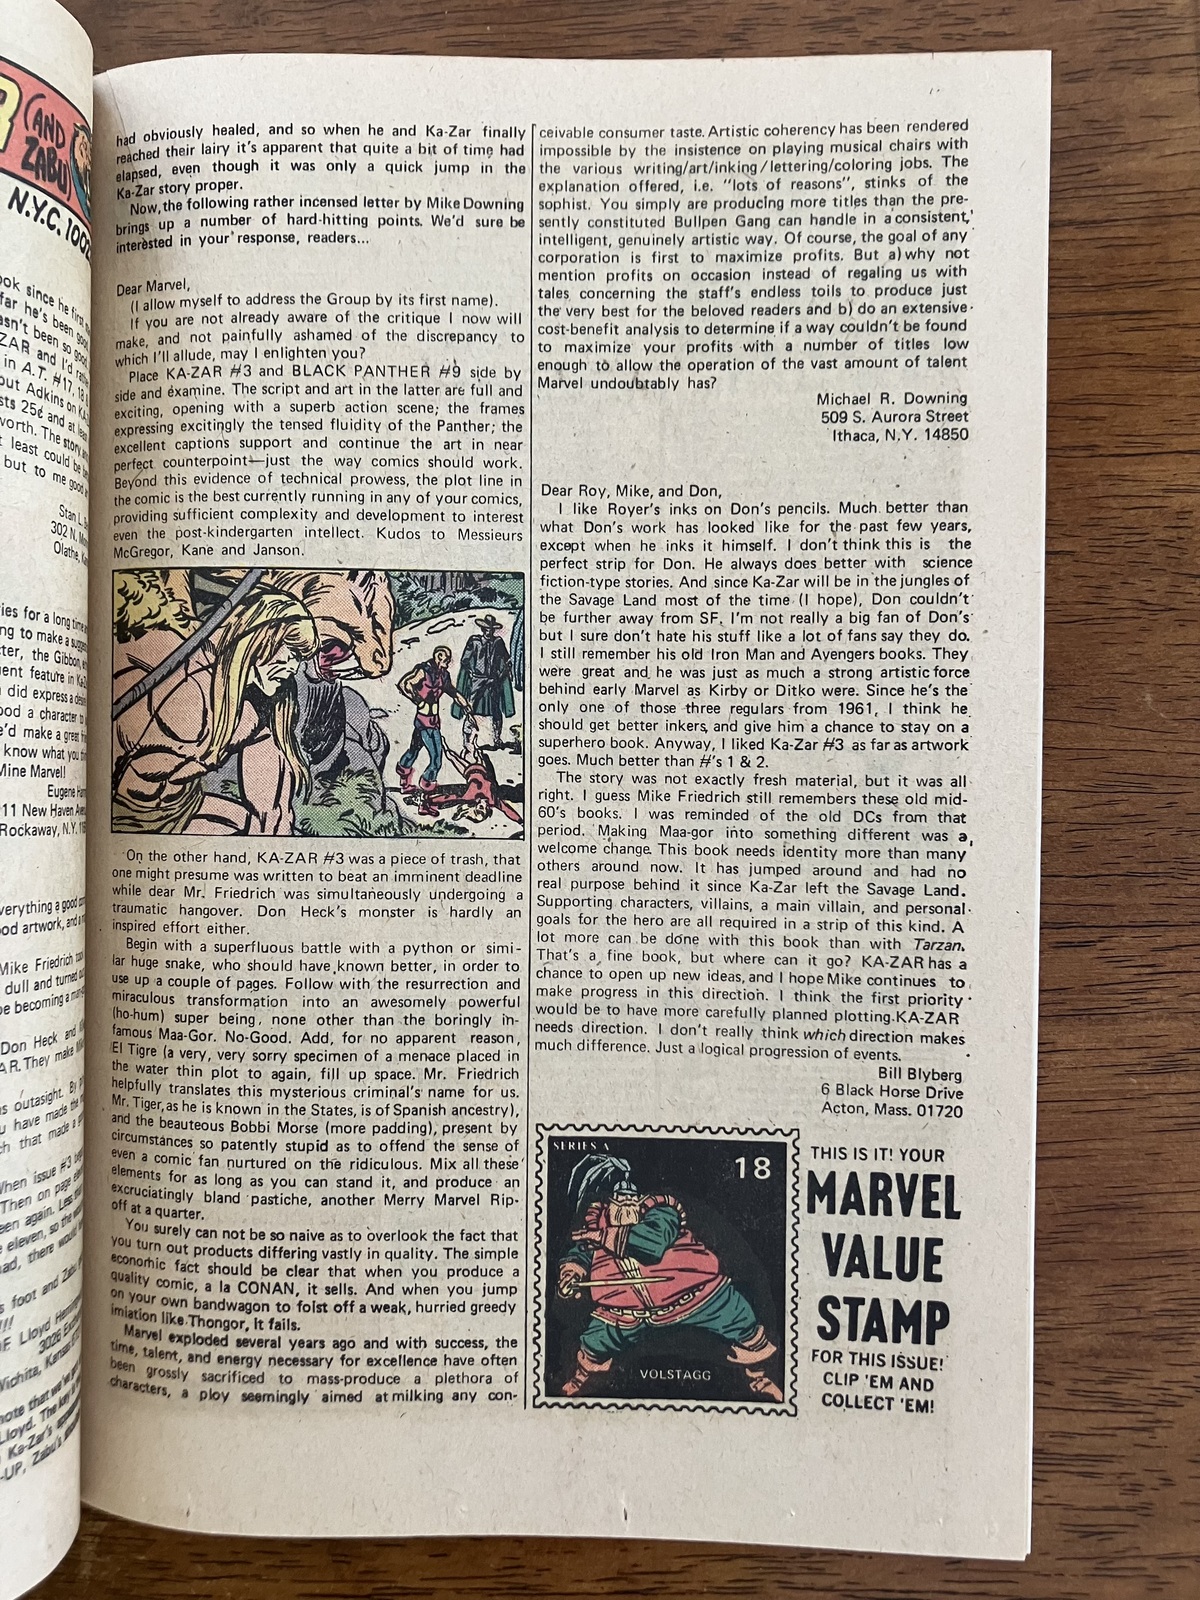 (AND
ZABU
N.Y.C. 100
had obviously healed, and so when he and Ka-Zar finally
reached their lairy it's apparent that quite a bit of time had
elapsed, even though it was only a quick jump in the
Ka-Zar story proper.
Now, the following rather incensed letter by Mike Downing
brings up a number of hard-hitting points. We'd sure be
interested in your response, readers...
Dear Marvel,
(I allow myself to address the Group by its first name).
If you are not already aware of the critique I now will
make, and not painfully ashamed of the discrepancy to
which I'll allude, may I enlighten you?
Place KA-ZAR #3 and BLACK PANTHER #9 side by
side and examine. The script and art in the latter are full and
exciting, opening with a superb action scene; the frames
expressing excitingly the tensed fluidity of the Panther; the
excellent captions support and continue the art in near
perfect counterpoint—just the way comics should work.
Beyond this evidence of technical prowess, the plot line in
the comic is the best currently running in any of your comics,
providing sufficient complexity and development to interest
even the post-kindergarten intellect. Kudos to Messieurs
McGregor, Kane and Janson.
On the other hand, KA-ZAR #3 was a piece of trash, that
one might presume was written to beat an imminent deadline
while dear Mr. Friedrich was simultaneously undergoing a
traumatic hangover. Don Heck's monster is hardly an
inspired effort either.
Begin with a superfluous battle with a python or simi-
lar huge snake, who should have known better, in order to
use up a couple of pages. Follow with the resurrection and
miraculous transformation into an awesomely powerful
(ho-hum) super being, none other than the boringly in-
famous Maa-Gor. No-Good. Add, for no apparent reason,
El Tigre (a very, very sorry specimen of a menace placed in
the water thin plot to again, fill up space. Mr. Friedrich
helpfully translates this mysterious criminal's name for us.
Mr. Tiger, as he is known in the States, is of Spanish ancestry),
and the beauteous Bobbi Morse (more padding), present by
circumstances so patently stupid as to offend the sense of
even a comic fan nurtured on the ridiculous. Mix all these
elements for as long as you can stand it, and produce an
excruciatingly bland pastiche, another Merry Marvel Rip-
off at a quarter.
You surely can not be so naive as to overlook the fact that
you turn out products differing vastly in quality. The simple
economic fact should be clear that when you produce a
quality comic, a la CONAN, it sells. And when you jump
on your own bandwagon to foist off a weak, hurried greedy
imiation like Thongor, it fails.
Marvel exploded several years ago and with success, the
time, talent, and energy necessary for excellence have often
been grossly sacrificed to mass-produce a plethora of
characters, a ploy seemingly aimed at milking any con-
ceivable consumer taste. Artistic coherency has been rendered
impossible by the insistence on playing musical chairs with
the various writing/art/inking/lettering/coloring jobs. The
explanation offered, i.e. "lots of reasons", stinks of the
sophist. You simply are producing more titles than the pre-
sently constituted Bullpen Gang can handle in a consistent,
intelligent, genuinely artistic way. Of course, the goal of any
corporation is first to maximize profits. But a) why not
mention profits on occasion instead of regaling us with
tales concerning the staff's endless toils to produce just
the very best for the beloved readers and b) do an extensive
cost-benefit analysis to determine if a way couldn't be found
to maximize your profits with a number of titles low
enough to allow the operation of the vast amount of talent
Marvel undoubtably has?
Michael R. Downing
509 S. Aurora Street
Ithaca, N.Y. 14850
Dear Roy, Mike, and Don,
I like Royer's inks on Don's pencils. Much better than
what Don's work has looked like for the past few years,
except when he inks it himself. I don't think this is the
perfect strip for Don. He always does better with science
fiction-type stories. And since Ka-Zar will be in the jungles of
the Savage Land most of the time (I hope), Don couldn't
be further away from SF. I'm not really a big fan of Don's
but I sure don't hate his stuff like a lot of fans say they do.
I still remember his old Iron Man and Avengers books. They
were great and he was just as much a strong artistic force
behind early Marvel as Kirby or Ditko were. Since he's the
only one of those three regulars from 1961, I think he
should get better inkers, and give him a chance to stay on a
superhero book. Anyway, I liked Ka-Zar #3 as far as artwork
goes. Much better than #'s 1 & 2.
The story was not exactly fresh material, but it was all
right. I guess Mike Friedrich still remembers these old mid-
60's books. I was reminded of the old DCs from that
period. Making Maa-gor into something different was a
welcome change. This book needs identity more than many
others around now. It has jumped around and had no
real purpose behind it since Ka-Zar left the Savage Land.
Supporting characters, villains, a main villain, and personal
goals for the hero are all required in a strip of this kind. A
lot more can be done with this book than with Tarzan.
That's a fine book, but where can it go? KA-ZAR has a
chance to open up new ideas, and I hope Mike continues to
make progress in this direction. I think the first priority
would be to have more carefully planned plotting. KA-ZAR
needs direction. I don't really think which direction makes
much difference. Just a logical progression of events.
Bill Blyberg
6 Black Horse Drive
Acton, Mass. 01720
SERIES A
18
VOLSTAGG
THIS IS IT! YOUR
MARVEL
VALUE
STAMP
FOR THIS ISSUE!
CLIP 'EM AND
COLLECT 'EM!